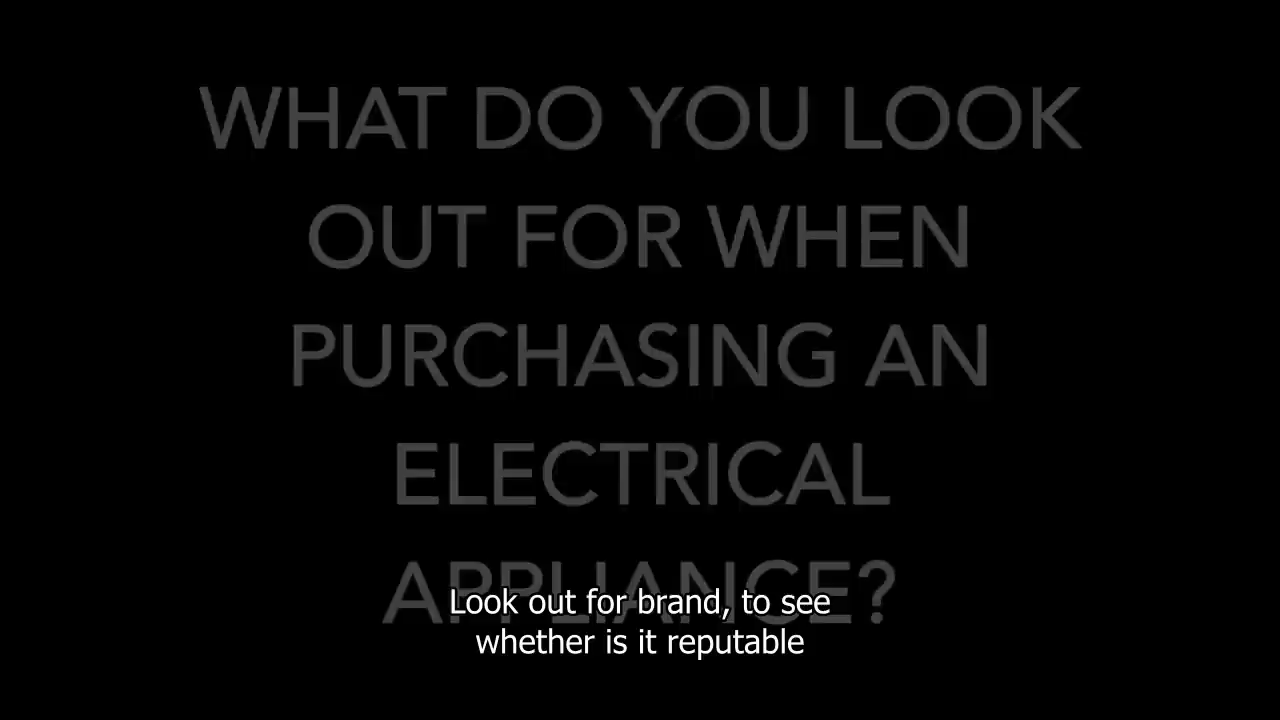 WHAT DO YOU LOOK
OUT FOR WHEN
PURCHASING AN
ELECTRICAL
APPLIANCE?
Look out for brand, to see
whether is it reputable